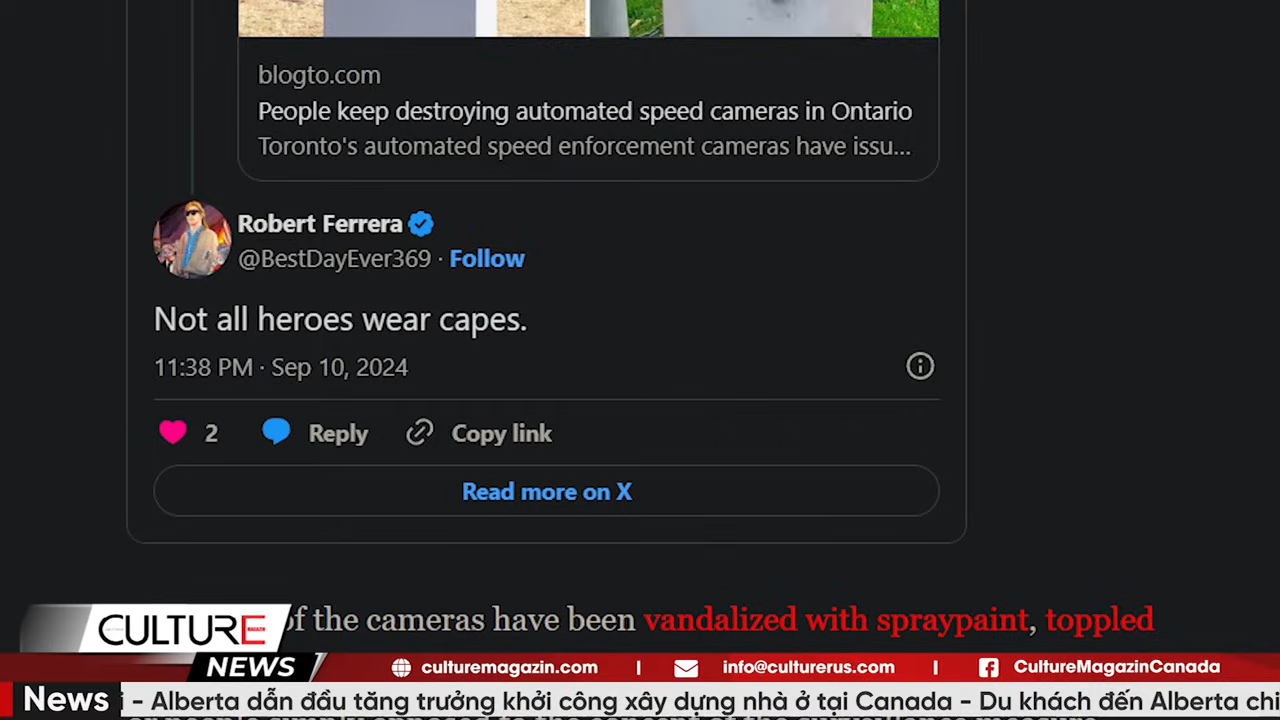 blogto.com
People keep destroying automated speed cameras in Ontario
Toronto's automated speed enforcement cameras have issu...
Robert Ferrera
@BestDayEver369 · Follow
Not all heroes wear capes.
11:38 PM · Sep 10, 2024
2 Reply Copy link
Read more on X
of the cameras have been vandalized with spraypaint, toppled
CULTURE
NEWS
culturemagazin.com | info@culturerus.com | CultureMagazinCanada
News
- Alberta dẫn đầu tăng trưởng khởi công xây dựng nhà ở tại Canada - Du khách đến Alberta chi